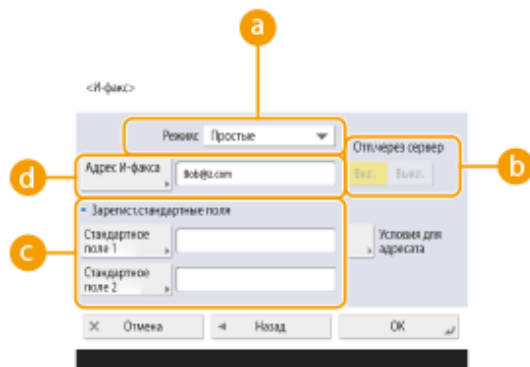 a
<И-факс>
Режим: Простые
Отп.через сервер
Вкл. Выкл.
b
d
Адрес И-факса
Bob@z.com
Зарегист.стандартные поля
c
Стандартное
поле 1
Условия для
адресата
Стандартное
поле 2
Отмена
Назад
OK